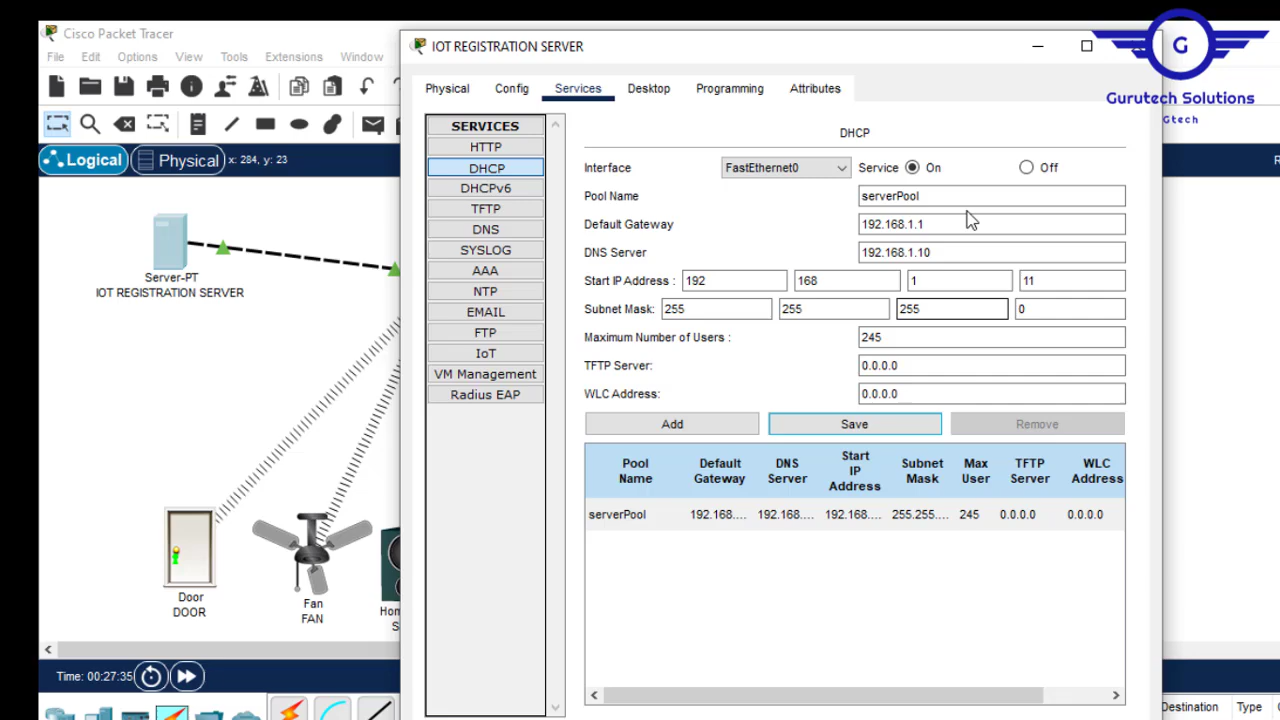 Cisco Packet Tracer
File Edit Options View Tools Extensions Window
Logical Physical x: 284, y: 23
Server-PT
IOT REGISTRATION SERVER
Door
DOOR
Fan
FAN
Time: 00:27:35
IOT REGISTRATION SERVER
Physical Config Services Desktop Programming Attributes
SERVICES
HTTP
DHCP
DHCPv6
TFTP
DNS
SYSLOG
AAA
NTP
EMAIL
FTP
IoT
VM Management
Radius EAP
DHCP
Interface FastEthernet0 Service On Off
Pool Name serverPool
Default Gateway 192.168.1.1
DNS Server 192.168.1.10
Start IP Address : 192 168 1 11
Subnet Mask: 255 255 255 0
Maximum Number of Users : 245
TFTP Server: 0.0.0.0
WLC Address: 0.0.0.0
Add Save Remove
Pool Name Default Gateway DNS Server Start IP Address Subnet Mask Max User TFTP Server WLC Address
serverPool 192.168.... 192.168.... 192.168.... 255.255.... 245 0.0.0.0 0.0.0.0
G
Gurutech Solutions
Gtech
Destination Type